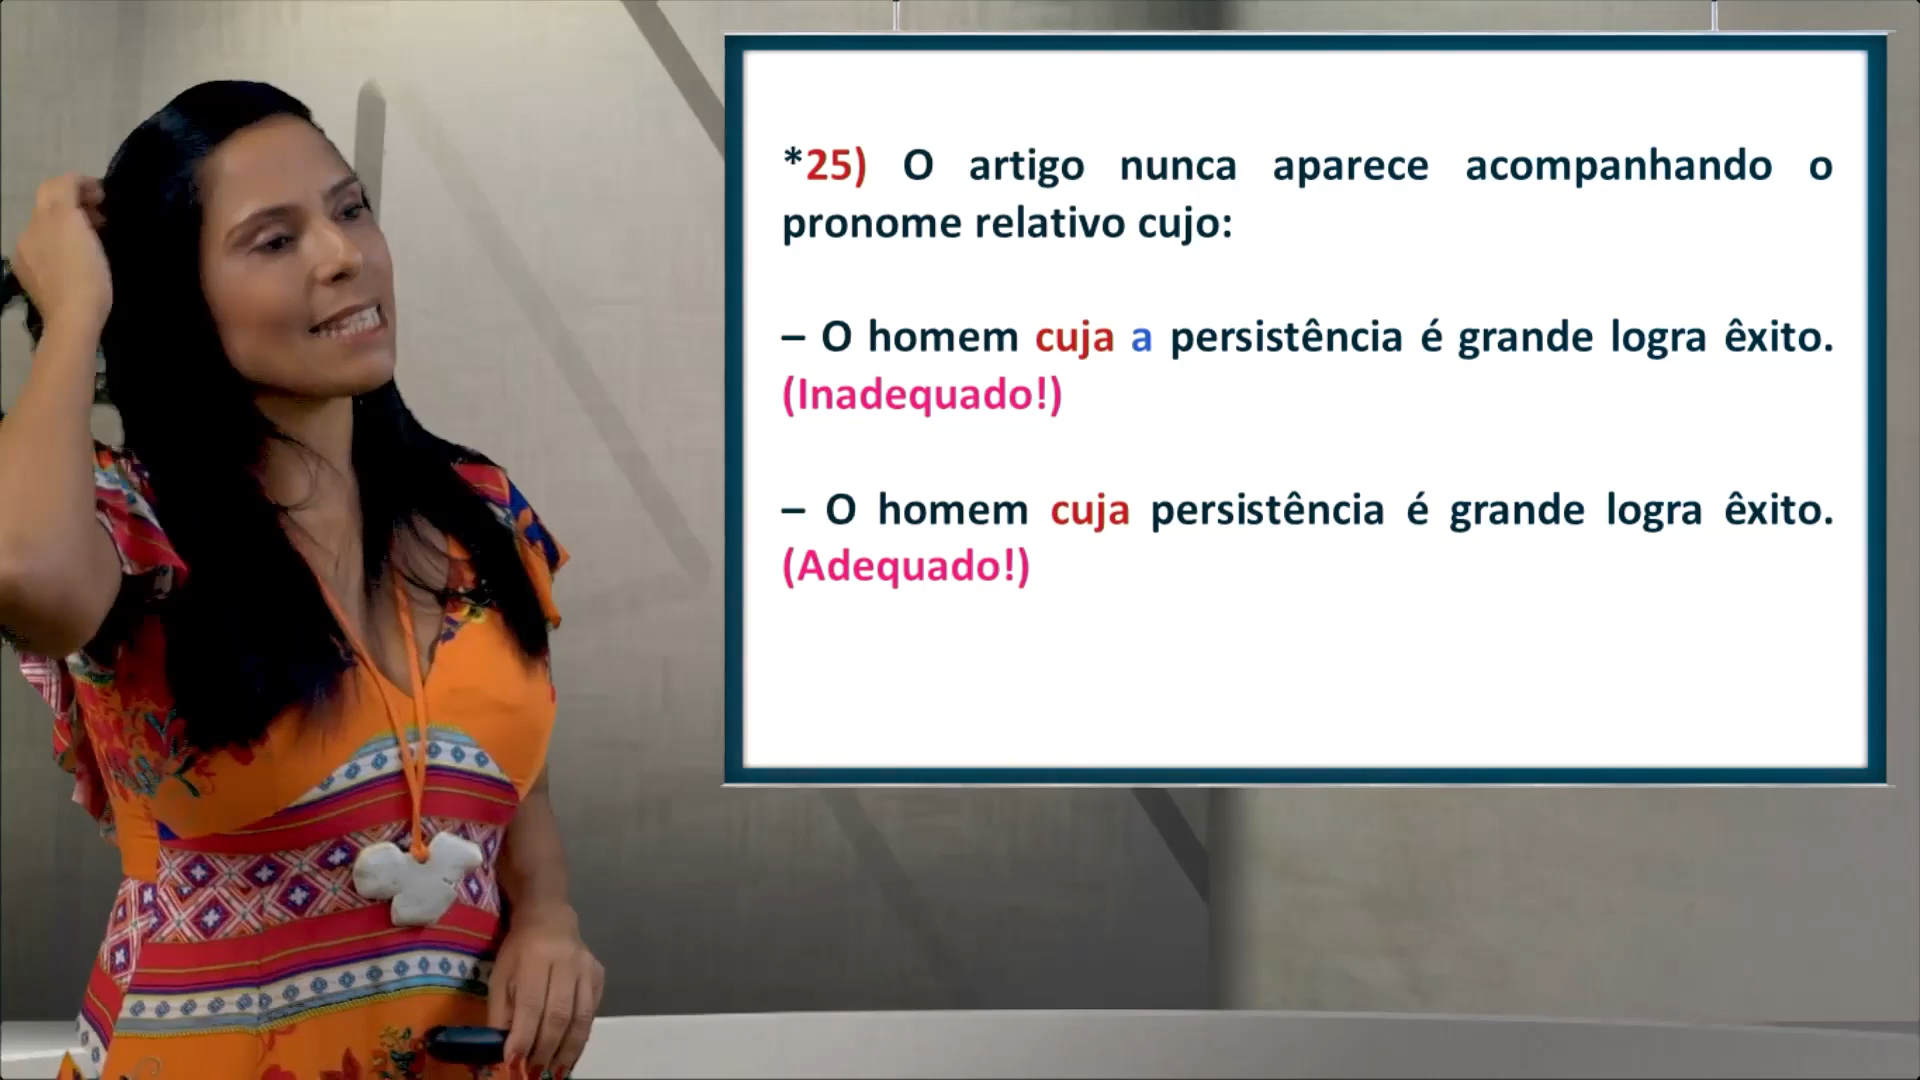 *25) O artigo nunca aparece acompanhando o
pronome relativo cujo:
– O homem cuja a persistência é grande logra êxito.
(Inadequado!)
– O homem cuja persistência é grande logra êxito.
(Adequado!)